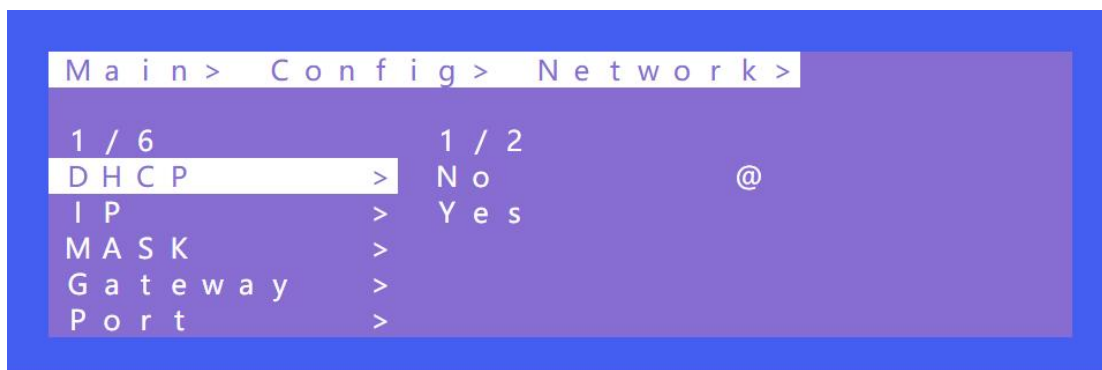 Main> Config> Network>
1/6 1/2
DHCP > No @
IP > Yes
MASK >
Gateway >
Port >